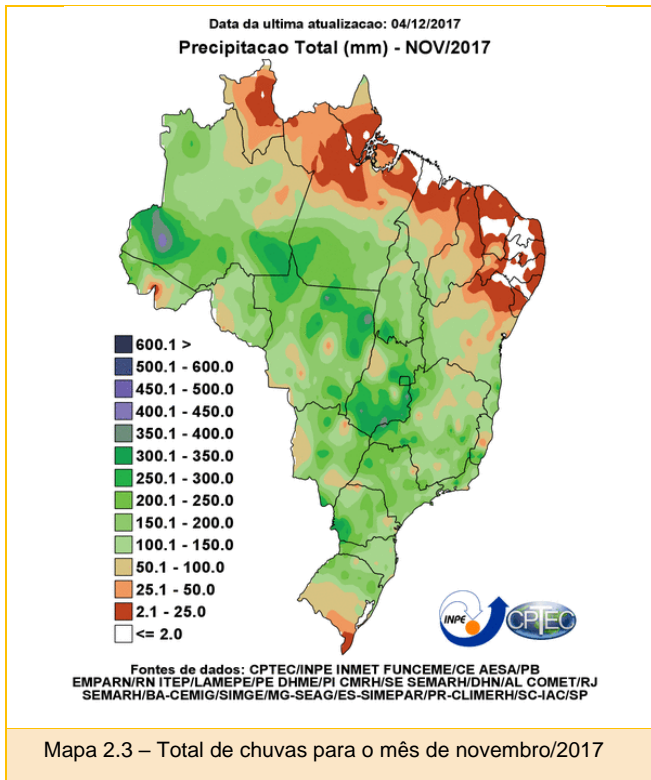 Data da ultima atualizacao: 04/12/2017
Precipitacao Total (mm) - NOV/2017
600.1 >
500.1 - 600.0
450.1 - 500.0
400.1 - 450.0
350.1 - 400.0
300.1 - 350.0
250.1 - 300.0
200.1 - 250.0
150.1 - 200.0
100.1 - 150.0
50.1 - 100.0
25.1 - 50.0
2.1 - 25.0
<= 2.0
INPE
CPTEC
Fontes de dados: CPTEC/INPE INMET FUNCEME/CE AESA/PB
EMPARN/RN ITEP/LAMEPE/PE DHME/PI CMRH/SE SEMARH/DHN/AL COMET/RJ
SEMARH/BA-CEMIG/SIMGE/MG-SEAG/ES-SIMEPAR/PR-CLIMERH/SC-IAC/SP
Mapa 2.3 – Total de chuvas para o mês de novembro/2017